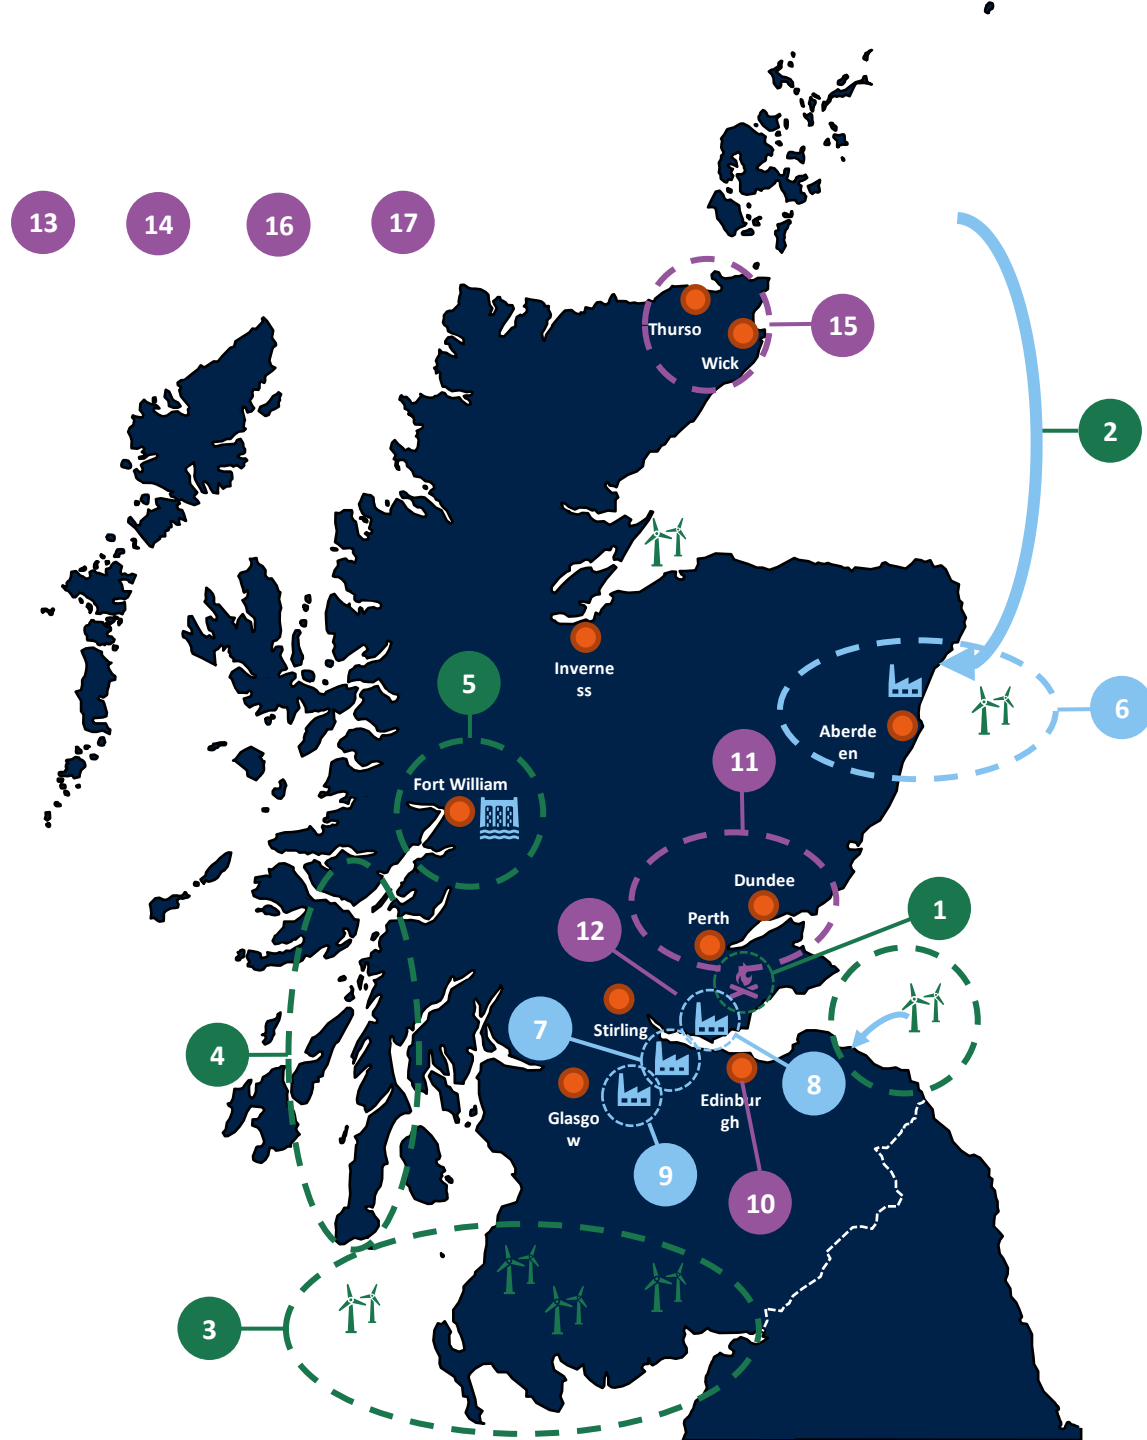 13
14
16
17
Thurso
15
Wick
2
Inverne
ss
5
6
Aberde
en
11
Fort William
Dundee
1
Perth
12
7
Stirling
4
8
Edinbur
gh
Glasgo
w
9
10
3